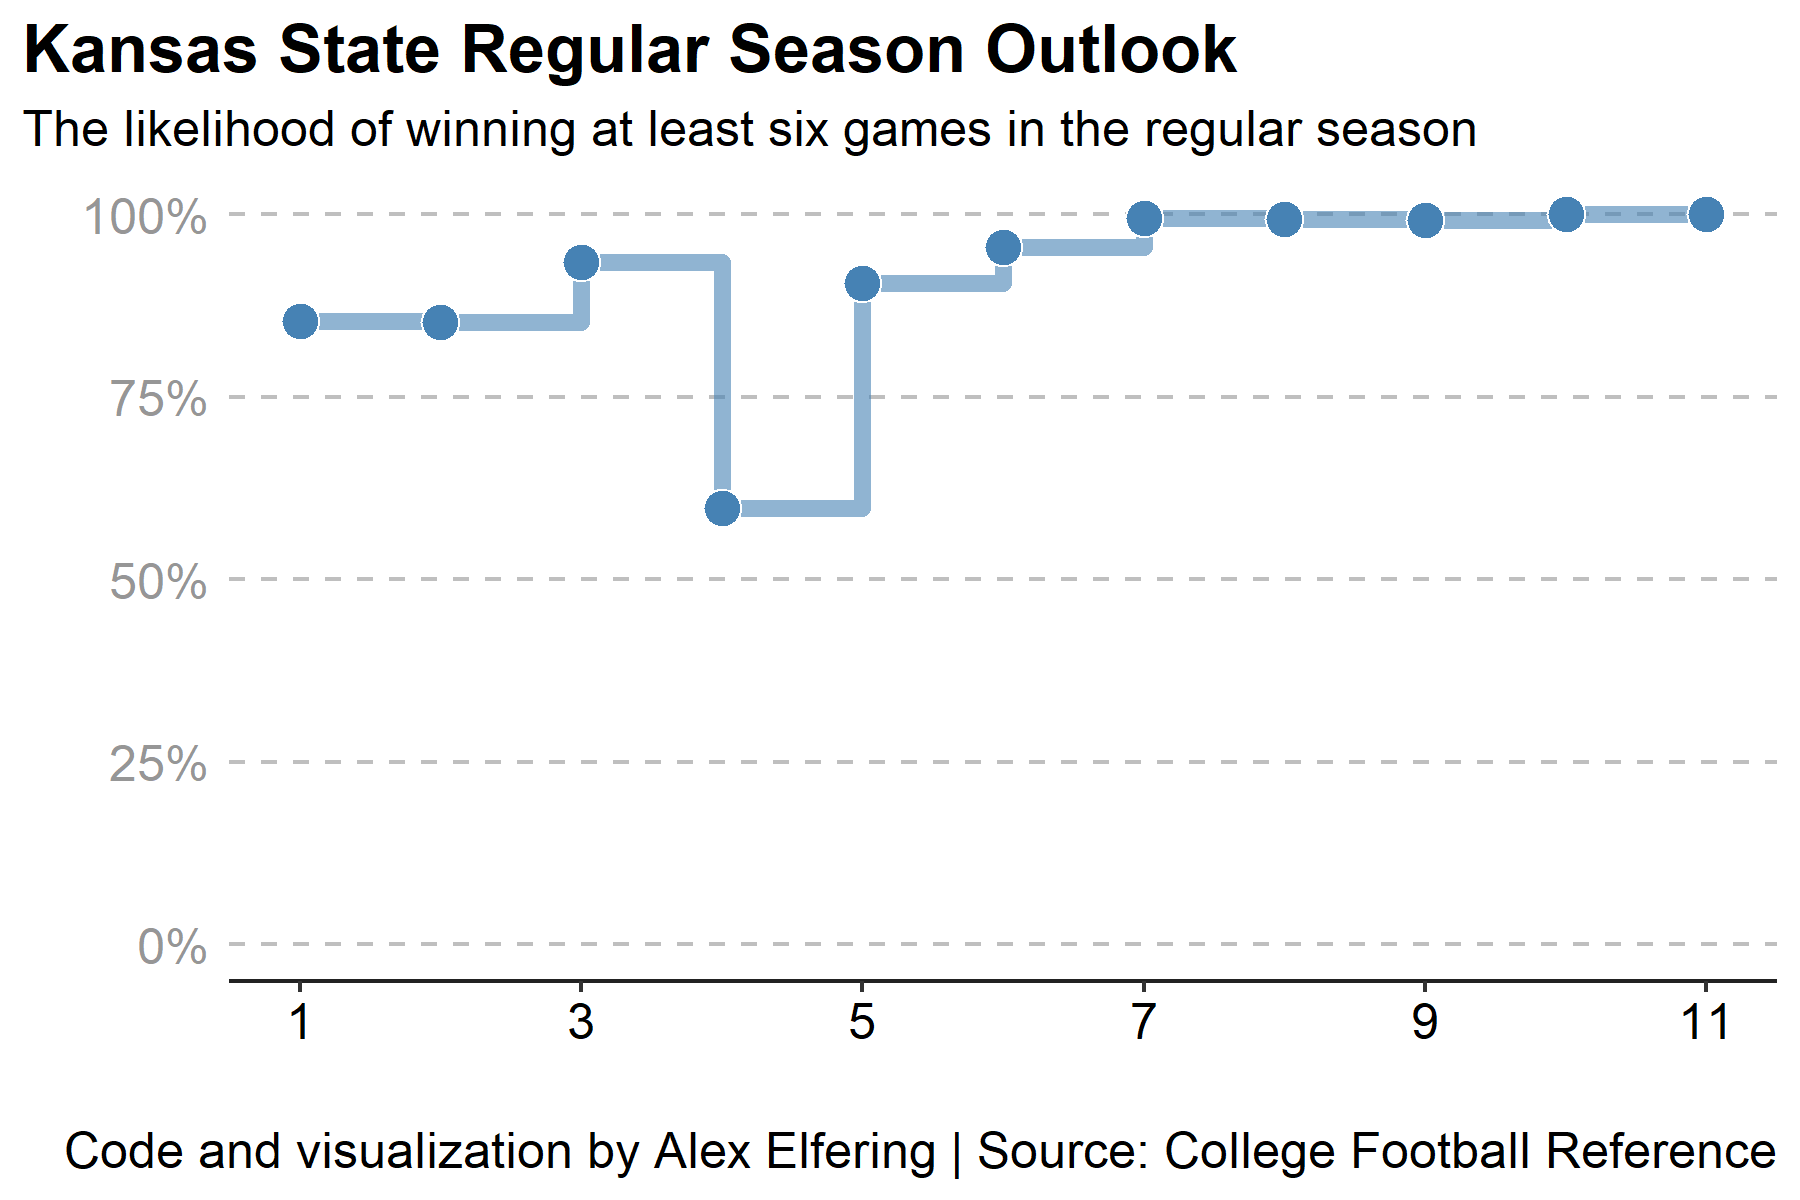 Kansas State Regular Season Outlook
The likelihood of winning at least six games in the regular season
100%
75%
50%
25%
0%
1 3 5 7 9 11
Code and visualization by Alex Elfering | Source: College Football Reference